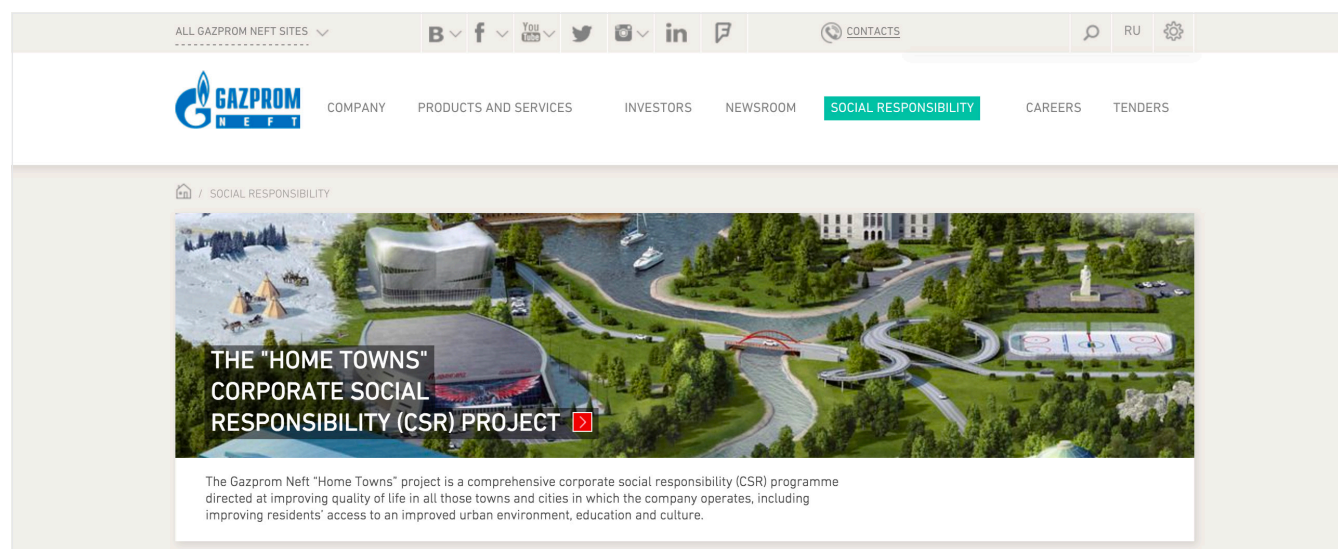 ALL GAZPROM NEFT SITES
You Tube
CONTACTS
RU
GAZPROM
NEFT
COMPANY PRODUCTS AND SERVICES INVESTORS NEWSROOM SOCIAL RESPONSIBILITY CAREERS TENDERS
/ SOCIAL RESPONSIBILITY
THE "HOME TOWNS"
CORPORATE SOCIAL
RESPONSIBILITY (CSR) PROJECT
The Gazprom Neft “Home Towns” project is a comprehensive corporate social responsibility (CSR) programme
directed at improving quality of life in all those towns and cities in which the company operates, including
improving residents’ access to an improved urban environment, education and culture.